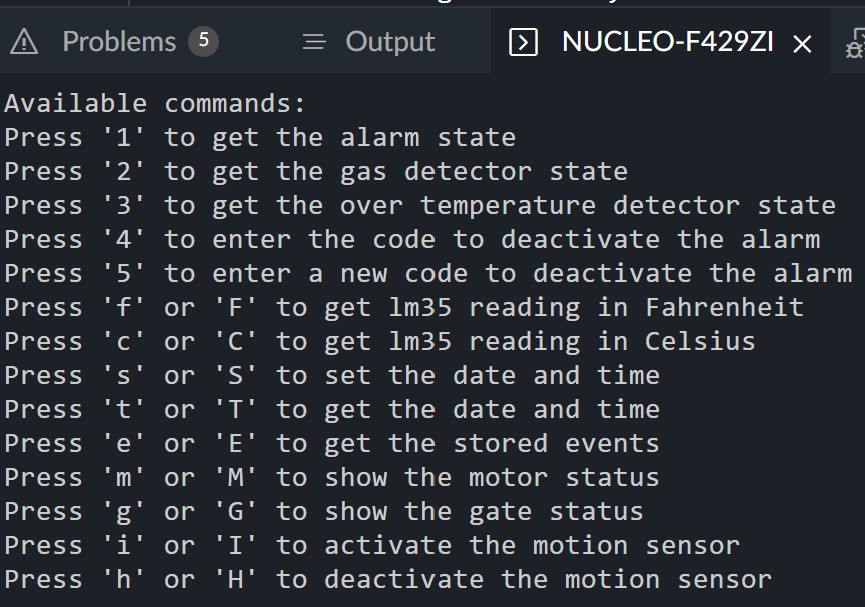 Problems 5 Output NUCLEO-F429ZI
Available commands:
Press '1' to get the alarm state
Press '2' to get the gas detector state
Press '3' to get the over temperature detector state
Press '4' to enter the code to deactivate the alarm
Press '5' to enter a new code to deactivate the alarm
Press 'f' or 'F' to get lm35 reading in Fahrenheit
Press 'c' or 'C' to get lm35 reading in Celsius
Press 's' or 'S' to set the date and time
Press 't' or 'T' to get the date and time
Press 'e' or 'E' to get the stored events
Press 'm' or 'M' to show the motor status
Press 'g' or 'G' to show the gate status
Press 'i' or 'I' to activate the motion sensor
Press 'h' or 'H' to deactivate the motion sensor